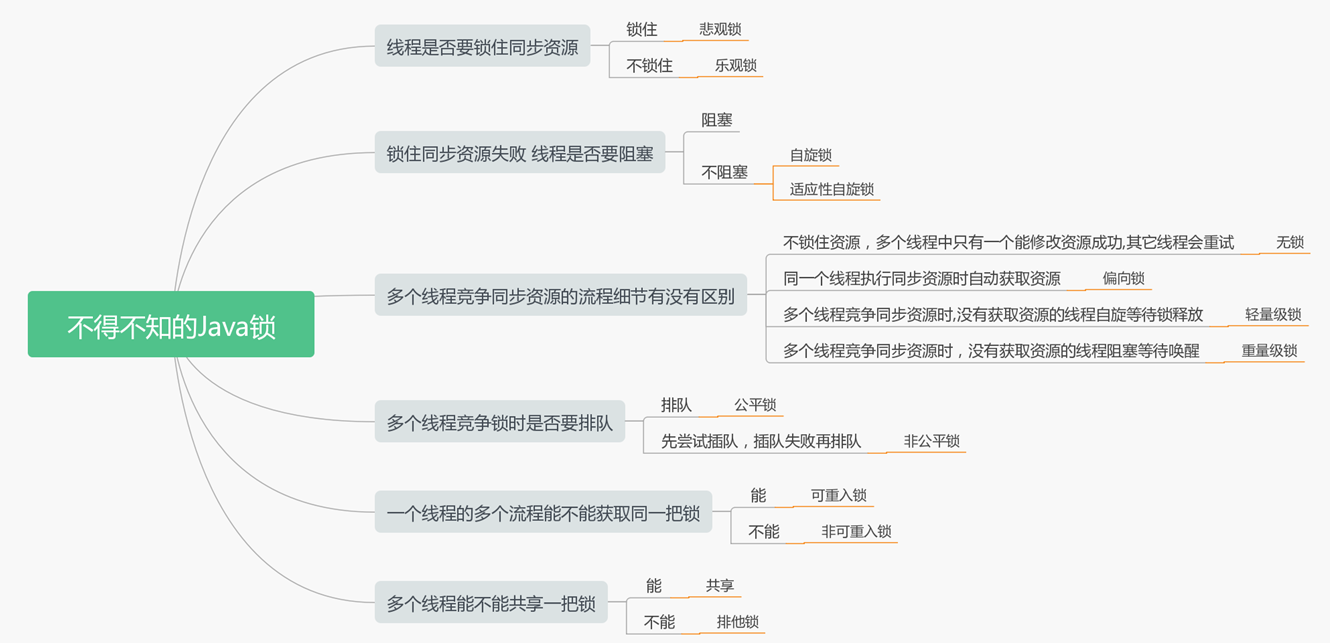 不得不知的Java锁
线程是否要锁住同步资源
锁住
悲观锁
不锁住
乐观锁
锁住同步资源失败 线程是否要阻塞
阻塞
不阻塞
自旋锁
适应性自旋锁
多个线程竞争同步资源的流程细节有没有区别
不锁住资源，多个线程中只有一个能修改资源成功,其它线程会重试
无锁
同一个线程执行同步资源时自动获取资源
偏向锁
多个线程竞争同步资源时,没有获取资源的线程自旋等待锁释放
轻量级锁
多个线程竞争同步资源时，没有获取资源的线程阻塞等待唤醒
重量级锁
多个线程竞争锁时是否要排队
排队
公平锁
先尝试插队，插队失败再排队
非公平锁
一个线程的多个流程能不能获取同一把锁
能
可重入锁
不能
非可重入锁
多个线程能不能共享一把锁
能
共享
不能
排他锁